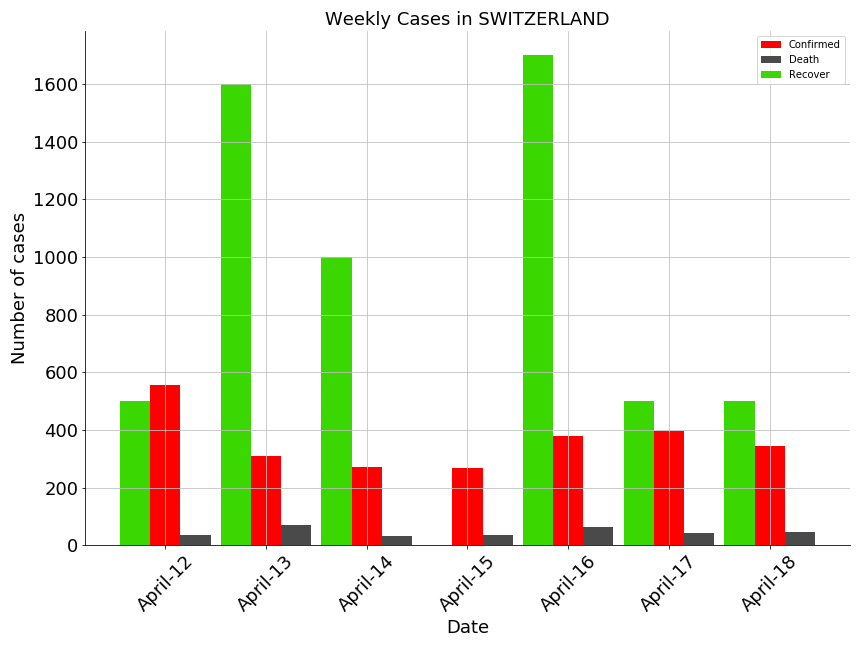 Weekly Cases in SWITZERLAND
Confirmed
Death
Recover
Number of cases
1600
1400
1200
1000
800
600
400
200
0
April-12
April-13
April-14
April-15
April-16
April-17
April-18
Date